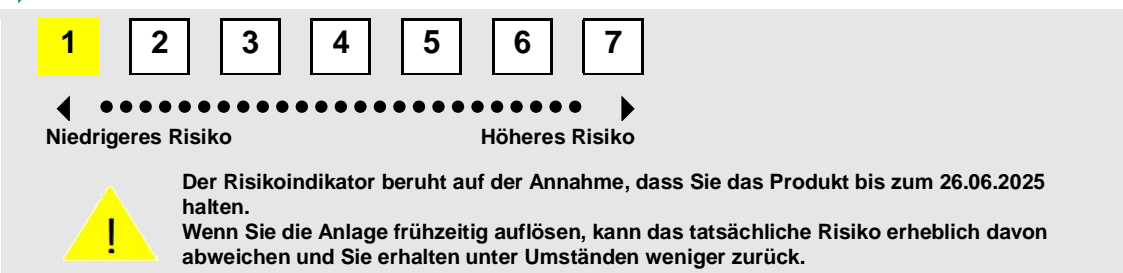 1 2 3 4 5 6 7
Niedrigeres Risiko Höheres Risiko
Der Risikoindikator beruht auf der Annahme, dass Sie das Produkt bis zum 26.06.2025
halten.
Wenn Sie die Anlage frühzeitig auflösen, kann das tatsächliche Risiko erheblich davon
abweichen und Sie erhalten unter Umständen weniger zurück.
!